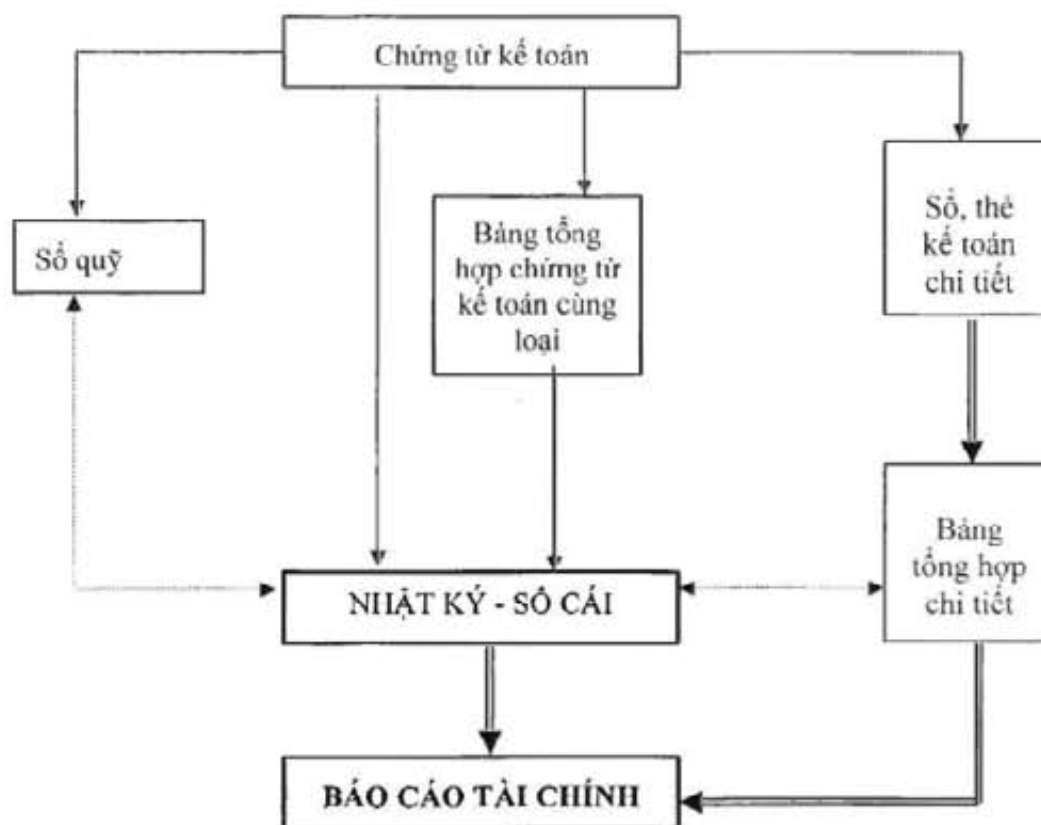 Chứng từ kế toán
Sổ quỹ
Bảng tổng
hợp chứng từ
kế toán cùng
loại
Sổ, thẻ
kế toán
chi tiết
Bảng
tổng hợp
chi tiết
NHẬT KÝ - SỔ CÁI
BÁO CÁO TÀI CHÍNH